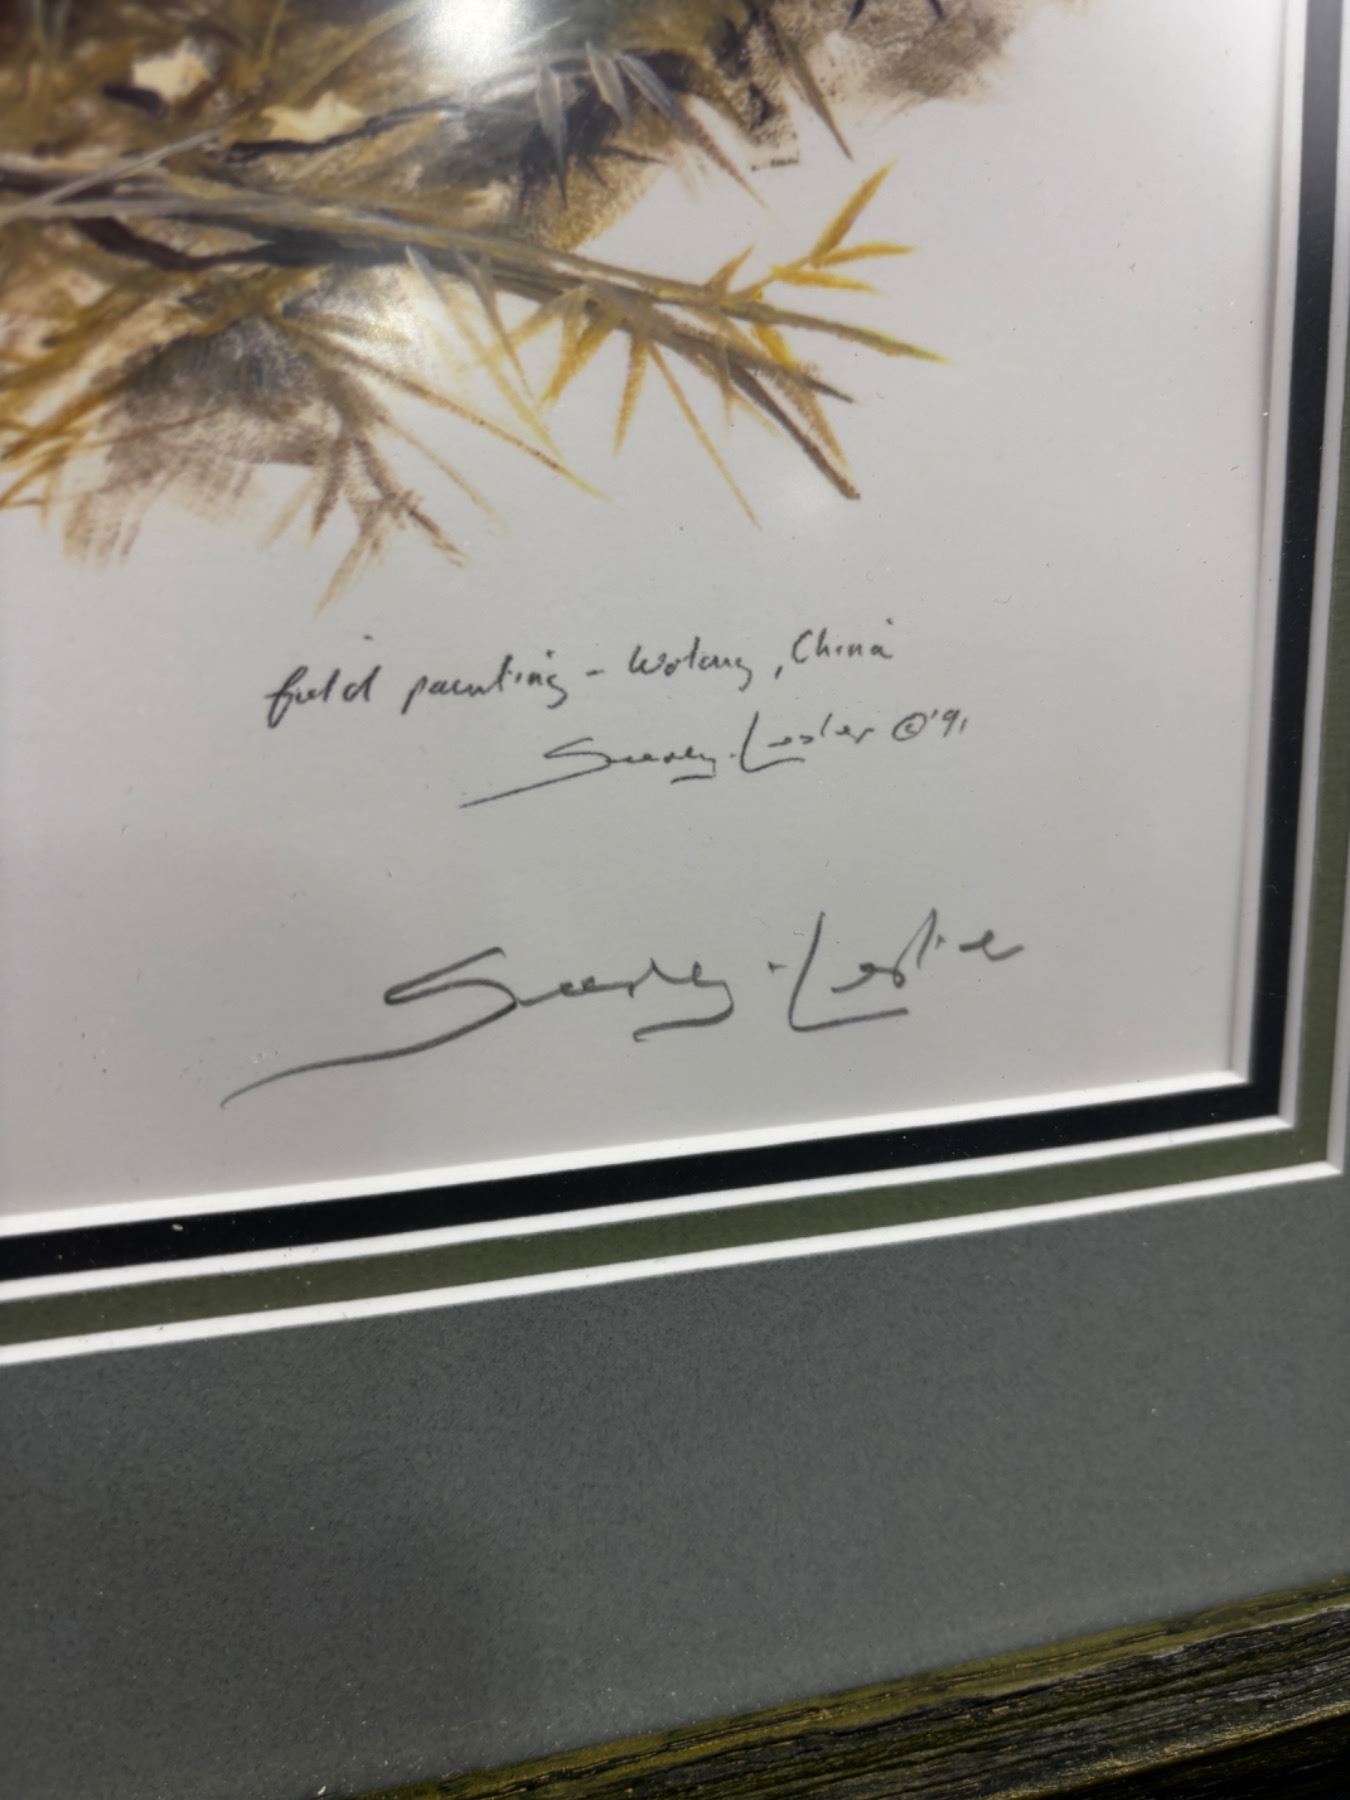 field painting - Wolong, China
Seerey-Lester ©'91
Seerey-Lester